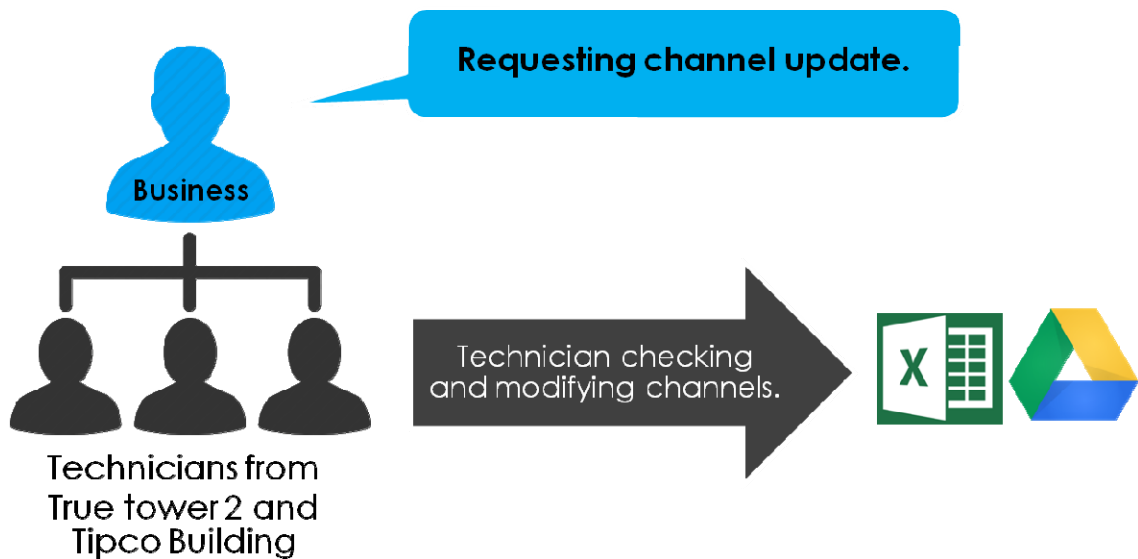 Requesting channel update.
Business
Technician checking
and modifying channels.
X
Technicians from
True tower 2 and
Tipco Building